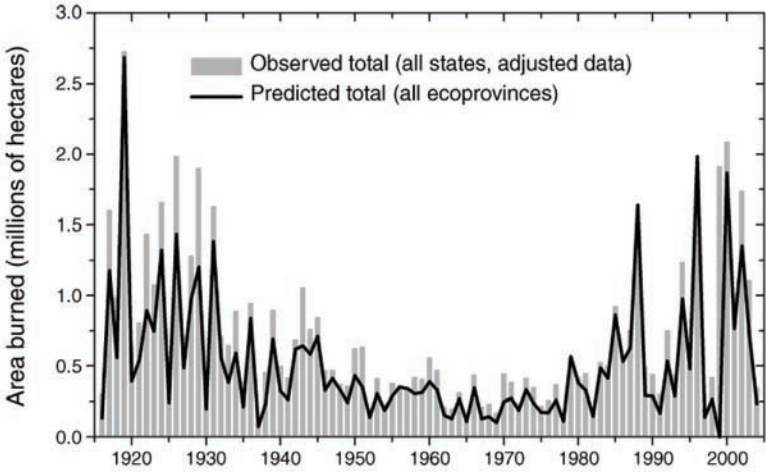 3.0
2.5
2.0
1.5
1.0
0.5
0.0
Area burned (millions of hectares)
Observed total (all states, adjusted data)
Predicted total (all ecoprovinces)
1920 1930 1940 1950 1960 1970 1980 1990 2000